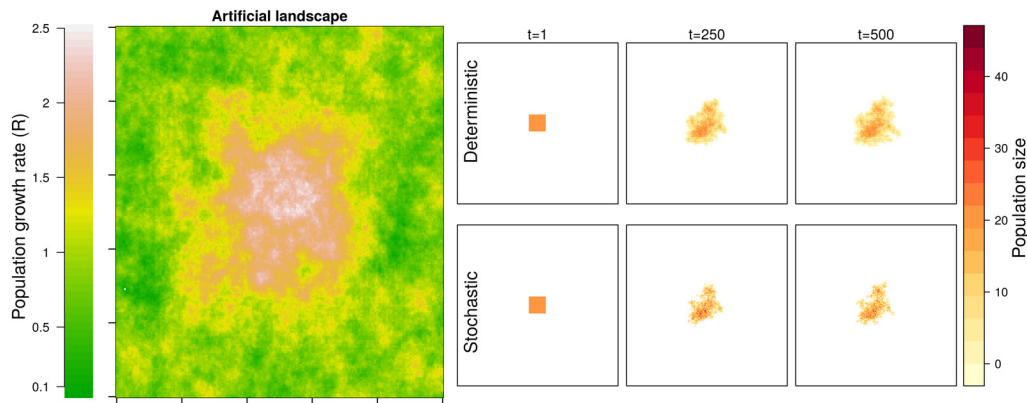 Artificial landscape
Population growth rate (R)
2.5
2
1.5
1
0.5
0.1
t=1
t=250
t=500
Deterministic
Stochastic
40
30
20
10
0
Population size